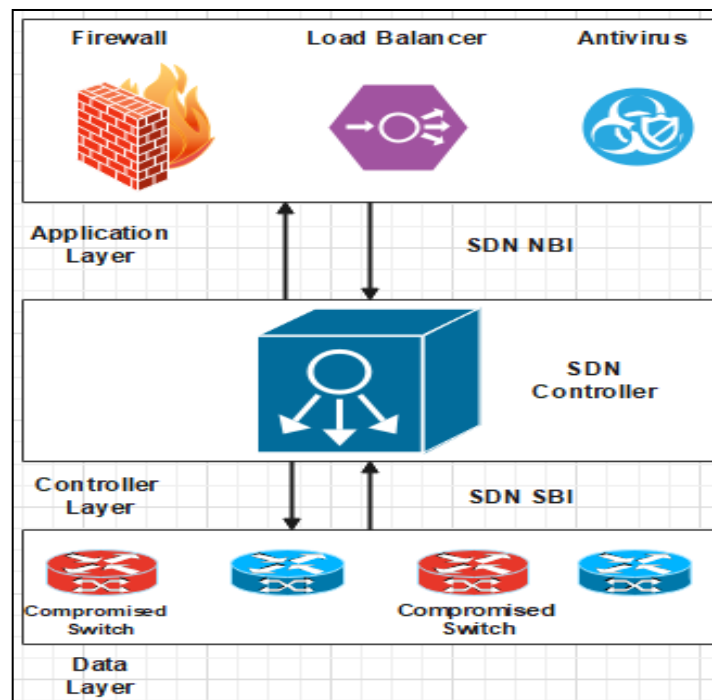 Firewall
Load Balancer
Antivirus
Application
Layer
SDN NBI
SDN
Controller
Controller
Layer
SDN SBI
Compromised
Switch
Compromised
Switch
Data
Layer